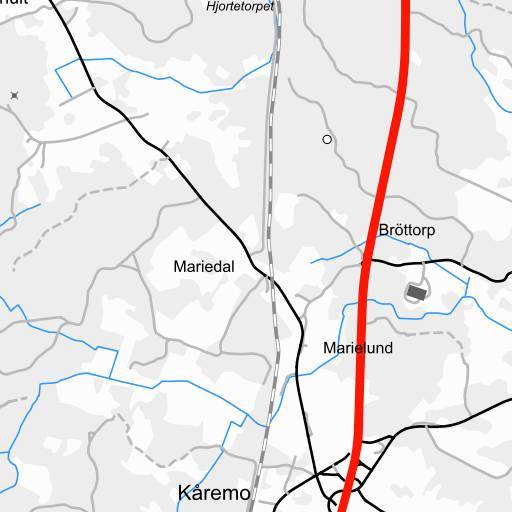 Hjortetorpet
Bröttorp
Mariedal
Marielund
Kåremo